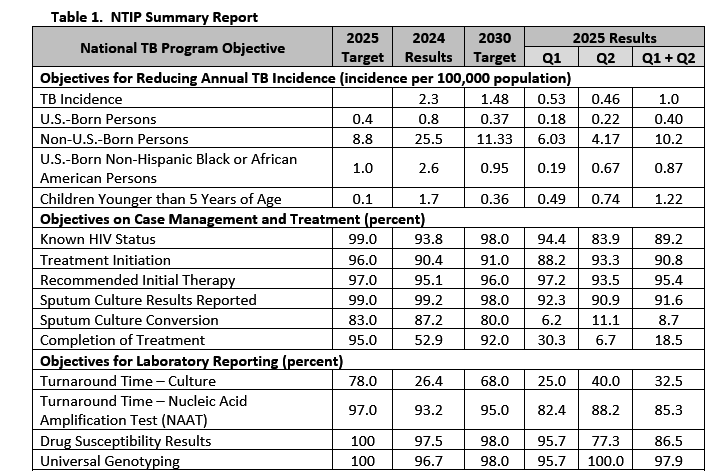 Table 1. NTIP Summary Report
National TB Program Objective 2025 Target 2024 Results 2030 Target 2025 Results
Q1 Q2 Q1 + Q2
Objectives for Reducing Annual TB Incidence (incidence per 100,000 population)
TB Incidence 2.3 1.48 0.53 0.46 1.0
U.S.-Born Persons 0.4 0.8 0.37 0.18 0.22 0.40
Non-U.S.-Born Persons 8.8 25.5 11.33 6.03 4.17 10.2
U.S.-Born Non-Hispanic Black or African
American Persons 1.0 2.6 0.95 0.19 0.67 0.87
Children Younger than 5 Years of Age 0.1 1.7 0.36 0.49 0.74 1.22
Objectives on Case Management and Treatment (percent)
Known HIV Status 99.0 93.8 98.0 94.4 83.9 89.2
Treatment Initiation 96.0 90.4 91.0 88.2 93.3 90.8
Recommended Initial Therapy 97.0 95.1 96.0 97.2 93.5 95.4
Sputum Culture Results Reported 99.0 99.2 98.0 92.3 90.9 91.6
Sputum Culture Conversion 83.0 87.2 80.0 6.2 11.1 8.7
Completion of Treatment 95.0 52.9 92.0 30.3 6.7 18.5
Objectives for Laboratory Reporting (percent)
Turnaround Time – Culture 78.0 26.4 68.0 25.0 40.0 32.5
Turnaround Time – Nucleic Acid
Amplification Test (NAAT) 97.0 93.2 95.0 82.4 88.2 85.3
Drug Susceptibility Results 100 97.5 98.0 95.7 77.3 86.5
Universal Genotyping 100 96.7 98.0 95.7 100.0 97.9